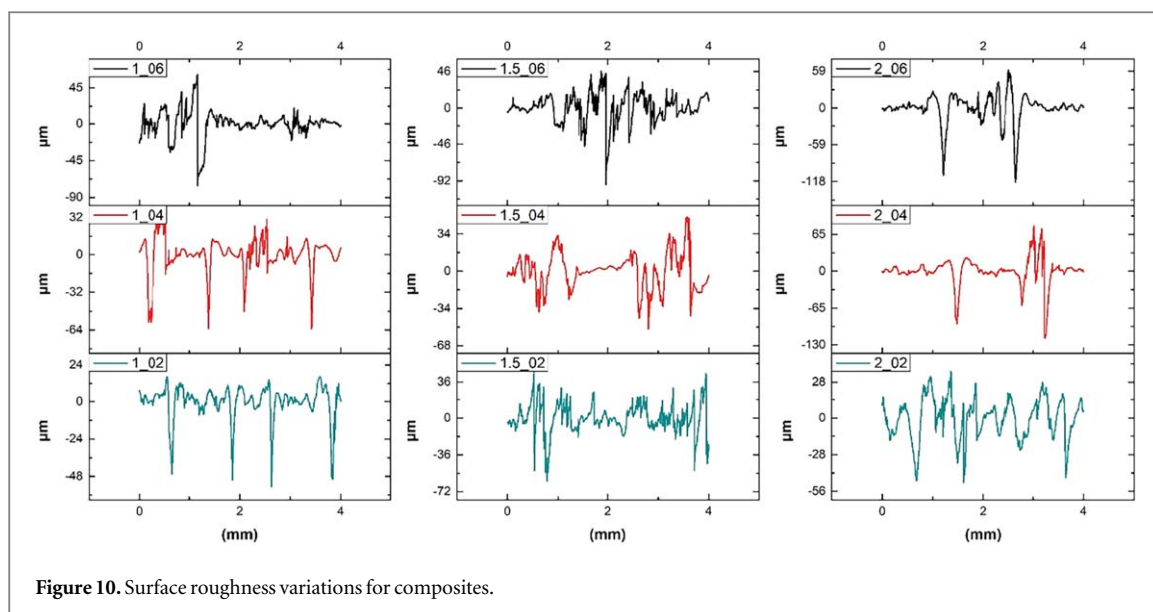 0 2 4
0 2 4
0 2 4
1_06
45
0
-45
-90
µm
1.5_06
46
0
-46
-92
µm
2_06
59
0
-59
-118
µm
1_04
32
0
-32
-64
µm
1.5_04
34
0
-34
-68
µm
2_04
65
0
-65
-130
µm
1_02
24
0
-24
-48
µm
1.5_02
36
0
-36
-72
µm
2_02
28
0
-28
-56
µm
0 2 4
0 2 4
0 2 4
(mm)
(mm)
(mm)
Figure 10. Surface roughness variations for composites.